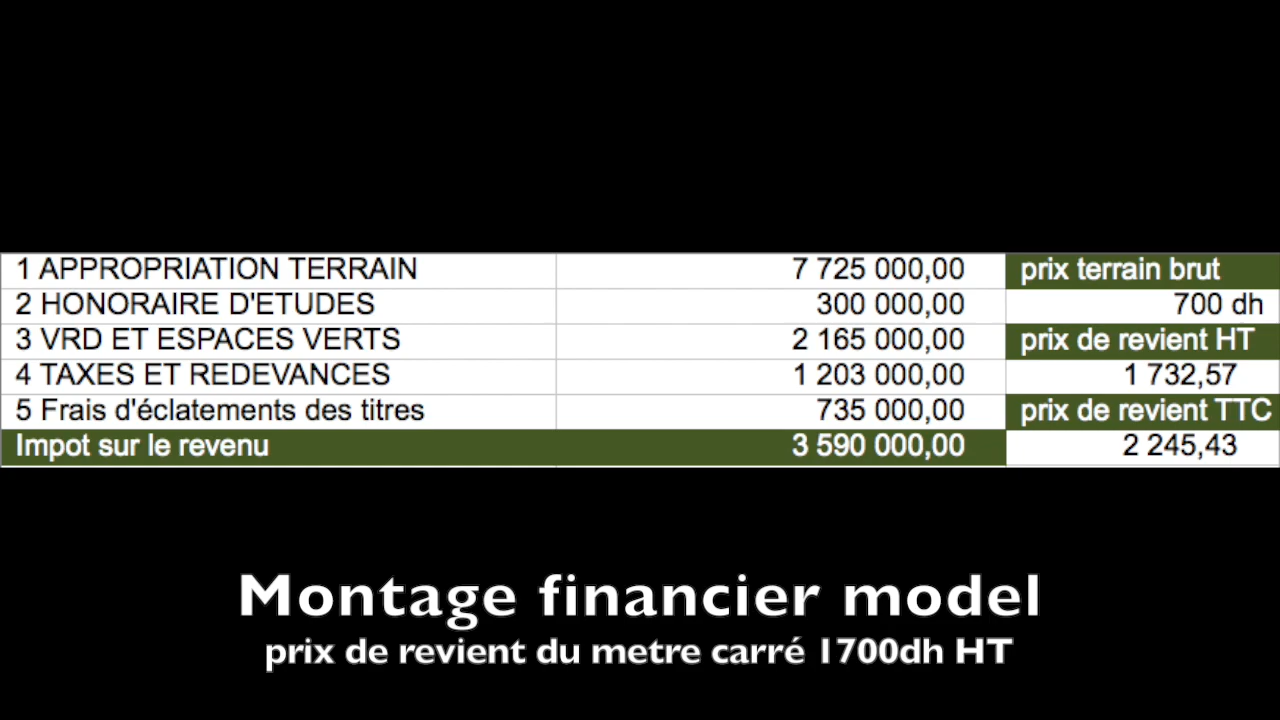 1 APPROPRIATION TERRAIN 7 725 000,00 prix terrain brut
2 HONORAIRE D'ETUDES 300 000,00 700 dh
3 VRD ET ESPACES VERTS 2 165 000,00 prix de revient HT
4 TAXES ET REDEVANCES 1 203 000,00 1 732,57
5 Frais d'éclatements des titres 735 000,00 prix de revient TTC
Impot sur le revenu 3 590 000,00 2 245,43
Montage financier model
prix de revient du metre carré 1700dh HT